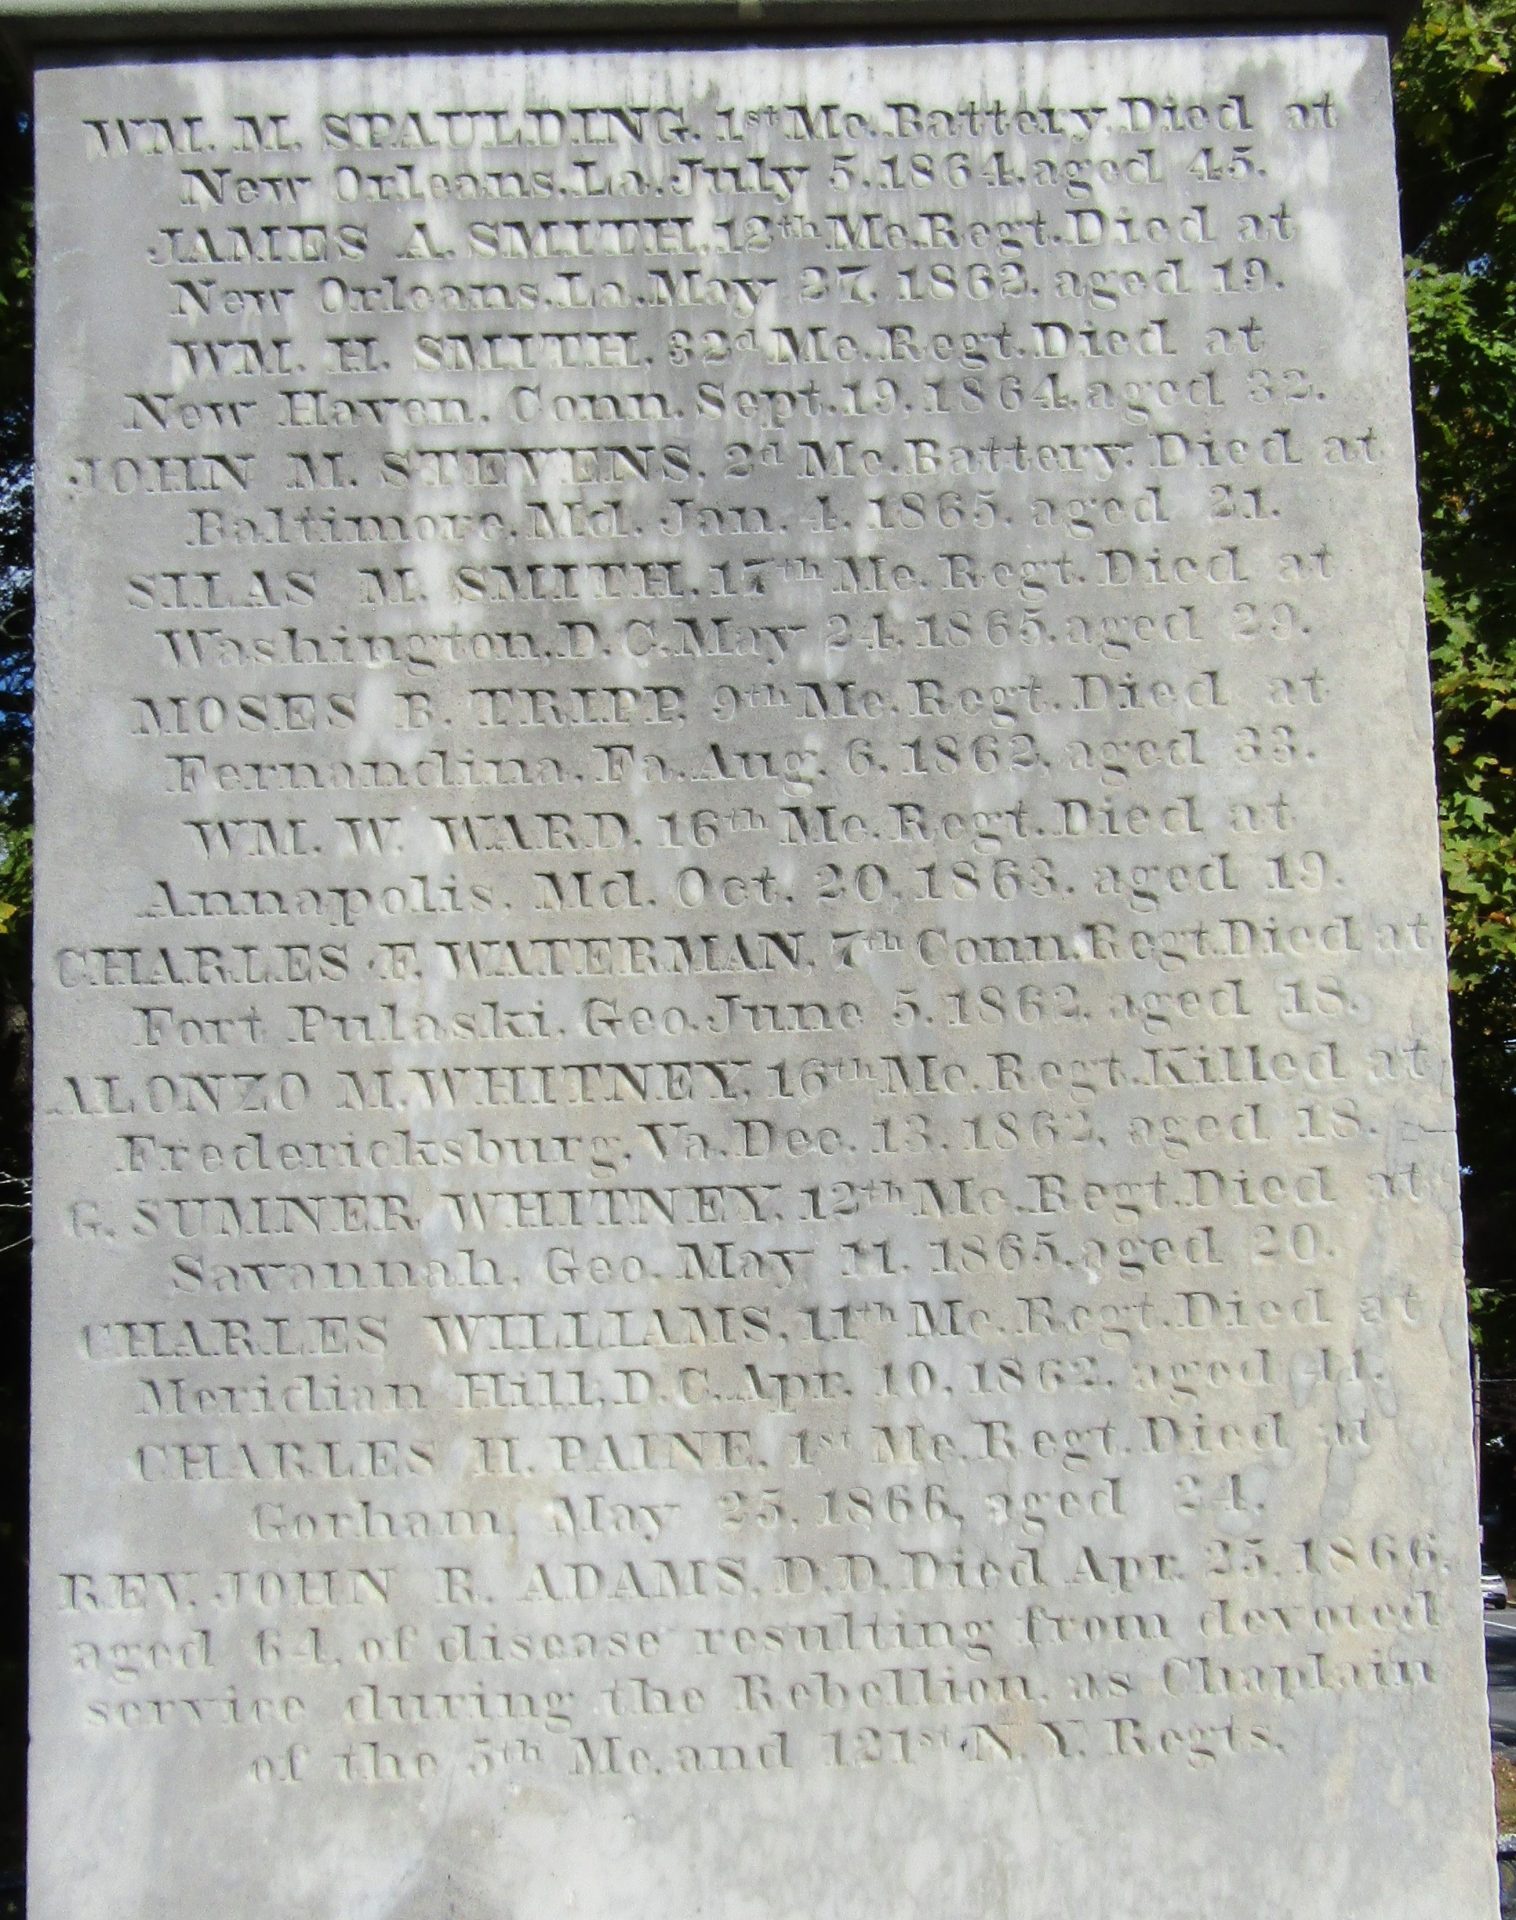 WM. M. SPAULDING, 1st Me. Battery, Died at
New Orleans, La. July 5, 1864, aged 45.
JAMES A. SMITH, 12th Me. Regt. Died at
New Orleans, La. May 27, 1862, aged 19.
WM. H. SMITH, 32d Me. Regt. Died at
New Haven, Conn. Sept. 19, 1864, aged 32.
JOHN M. STEVENS, 2d Me. Battery, Died at
Baltimore, Md. Jan. 4, 1865, aged 21.
SILAS M. SMITH, 17th Me. Regt. Died at
Washington, D.C. May 24, 1865, aged 29.
MOSES B. TRIPP, 9th Me. Regt. Died at
Fernandina, Fa. Aug. 6, 1862, aged 33.
WM. W. WARD, 16th Me. Regt. Died at
Annapolis, Md. Oct. 20, 1863, aged 19.
CHARLES F. WATERMAN, 7th Conn. Regt. Died at
Fort Pulaski, Geo. June 5, 1862, aged 18.
ALONZO M. WHITNEY, 16th Me. Regt. Killed at
Fredericksburg, Va. Dec. 13, 1862, aged 18.
G. SUMNER WHITNEY, 12th Me. Regt. Died at
Savannah, Geo. May 11, 1865, aged 20.
CHARLES WILLIAMS, 11th Me. Regt. Died at
Meridian Hill, D.C. Apr. 10, 1862, aged 41.
CHARLES H. PAINE, 1st Me. Regt. Died at
Gorham, May 25, 1866, aged 24.
REV. JOHN R. ADAMS, D.D. Died Apr. 25, 1866,
aged 64, of disease resulting from devoted
service during the Rebellion, as Chaplain
of the 5th Me. and 121st N.Y. Regts.